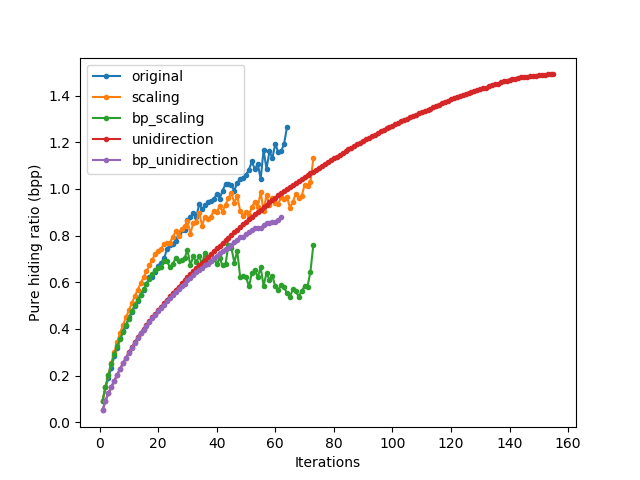 original
scaling
bp_scaling
unidirection
bp_unidirection
Pure hiding ratio (bpp)
1.4
1.2
1.0
0.8
0.6
0.4
0.2
0.0
0 20 40 60 80 100 120 140 160
Iterations